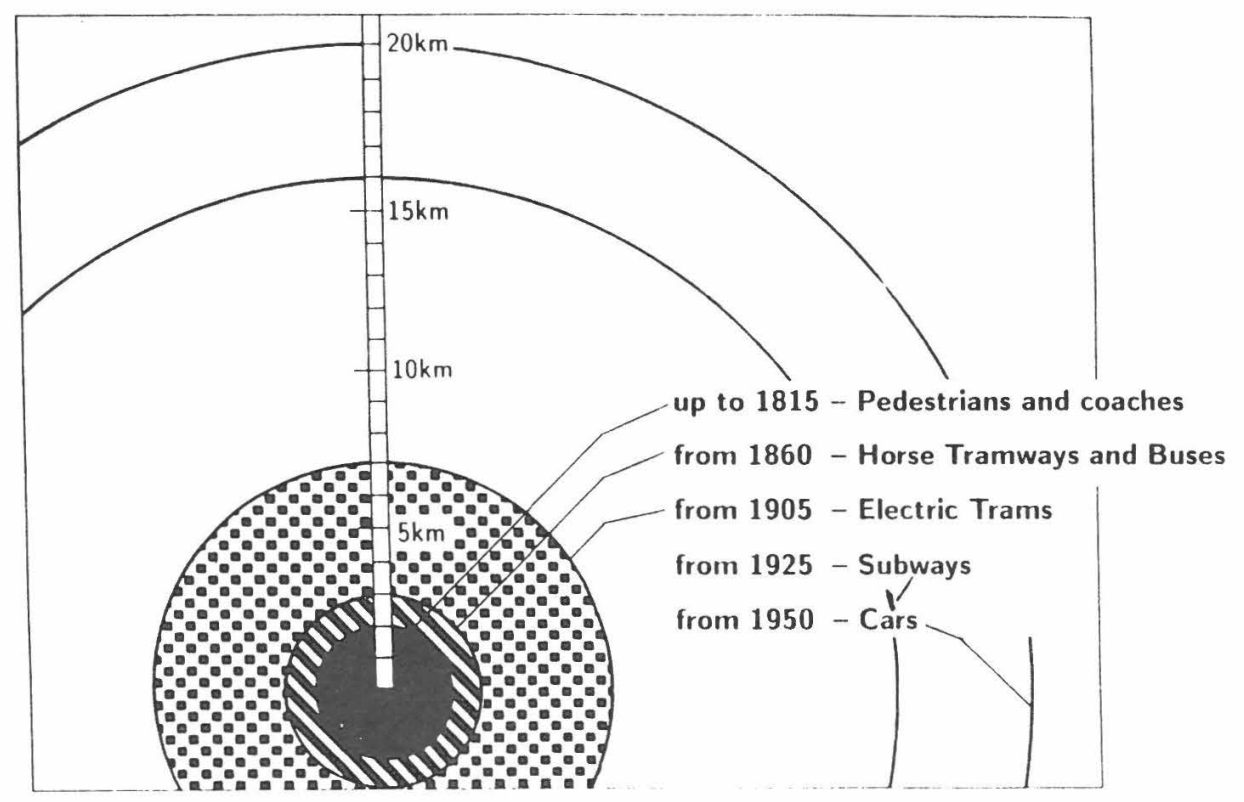 20km
15km
10km
up to 1815 – Pedestrians and coaches
from 1860 – Horse Tramways and Buses
from 1905 – Electric Trams
5km
from 1925 – Subways
from 1950 – Cars